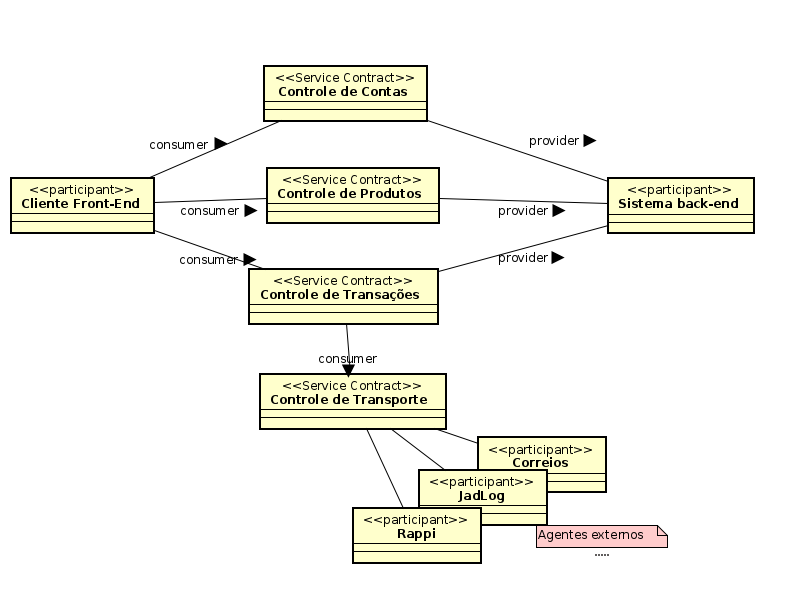 <<Service Contract>>
Controle de Contas
consumer
provider
<<participant>>
Cliente Front-End
<<Service Contract>>
Controle de Produtos
<<participant>>
Sistema back-end
consumer
provider
consumer
provider
<<Service Contract>>
Controle de Transações
consumer
<<Service Contract>>
Controle de Transporte
<<participant>>
Correios
<<participant>>
JadLog
<<participant>>
Rappi
Agentes externos
.....